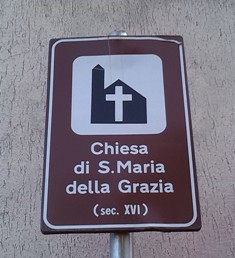 Chiesa
di S.Maria
della Grazia
(sec. XVI)